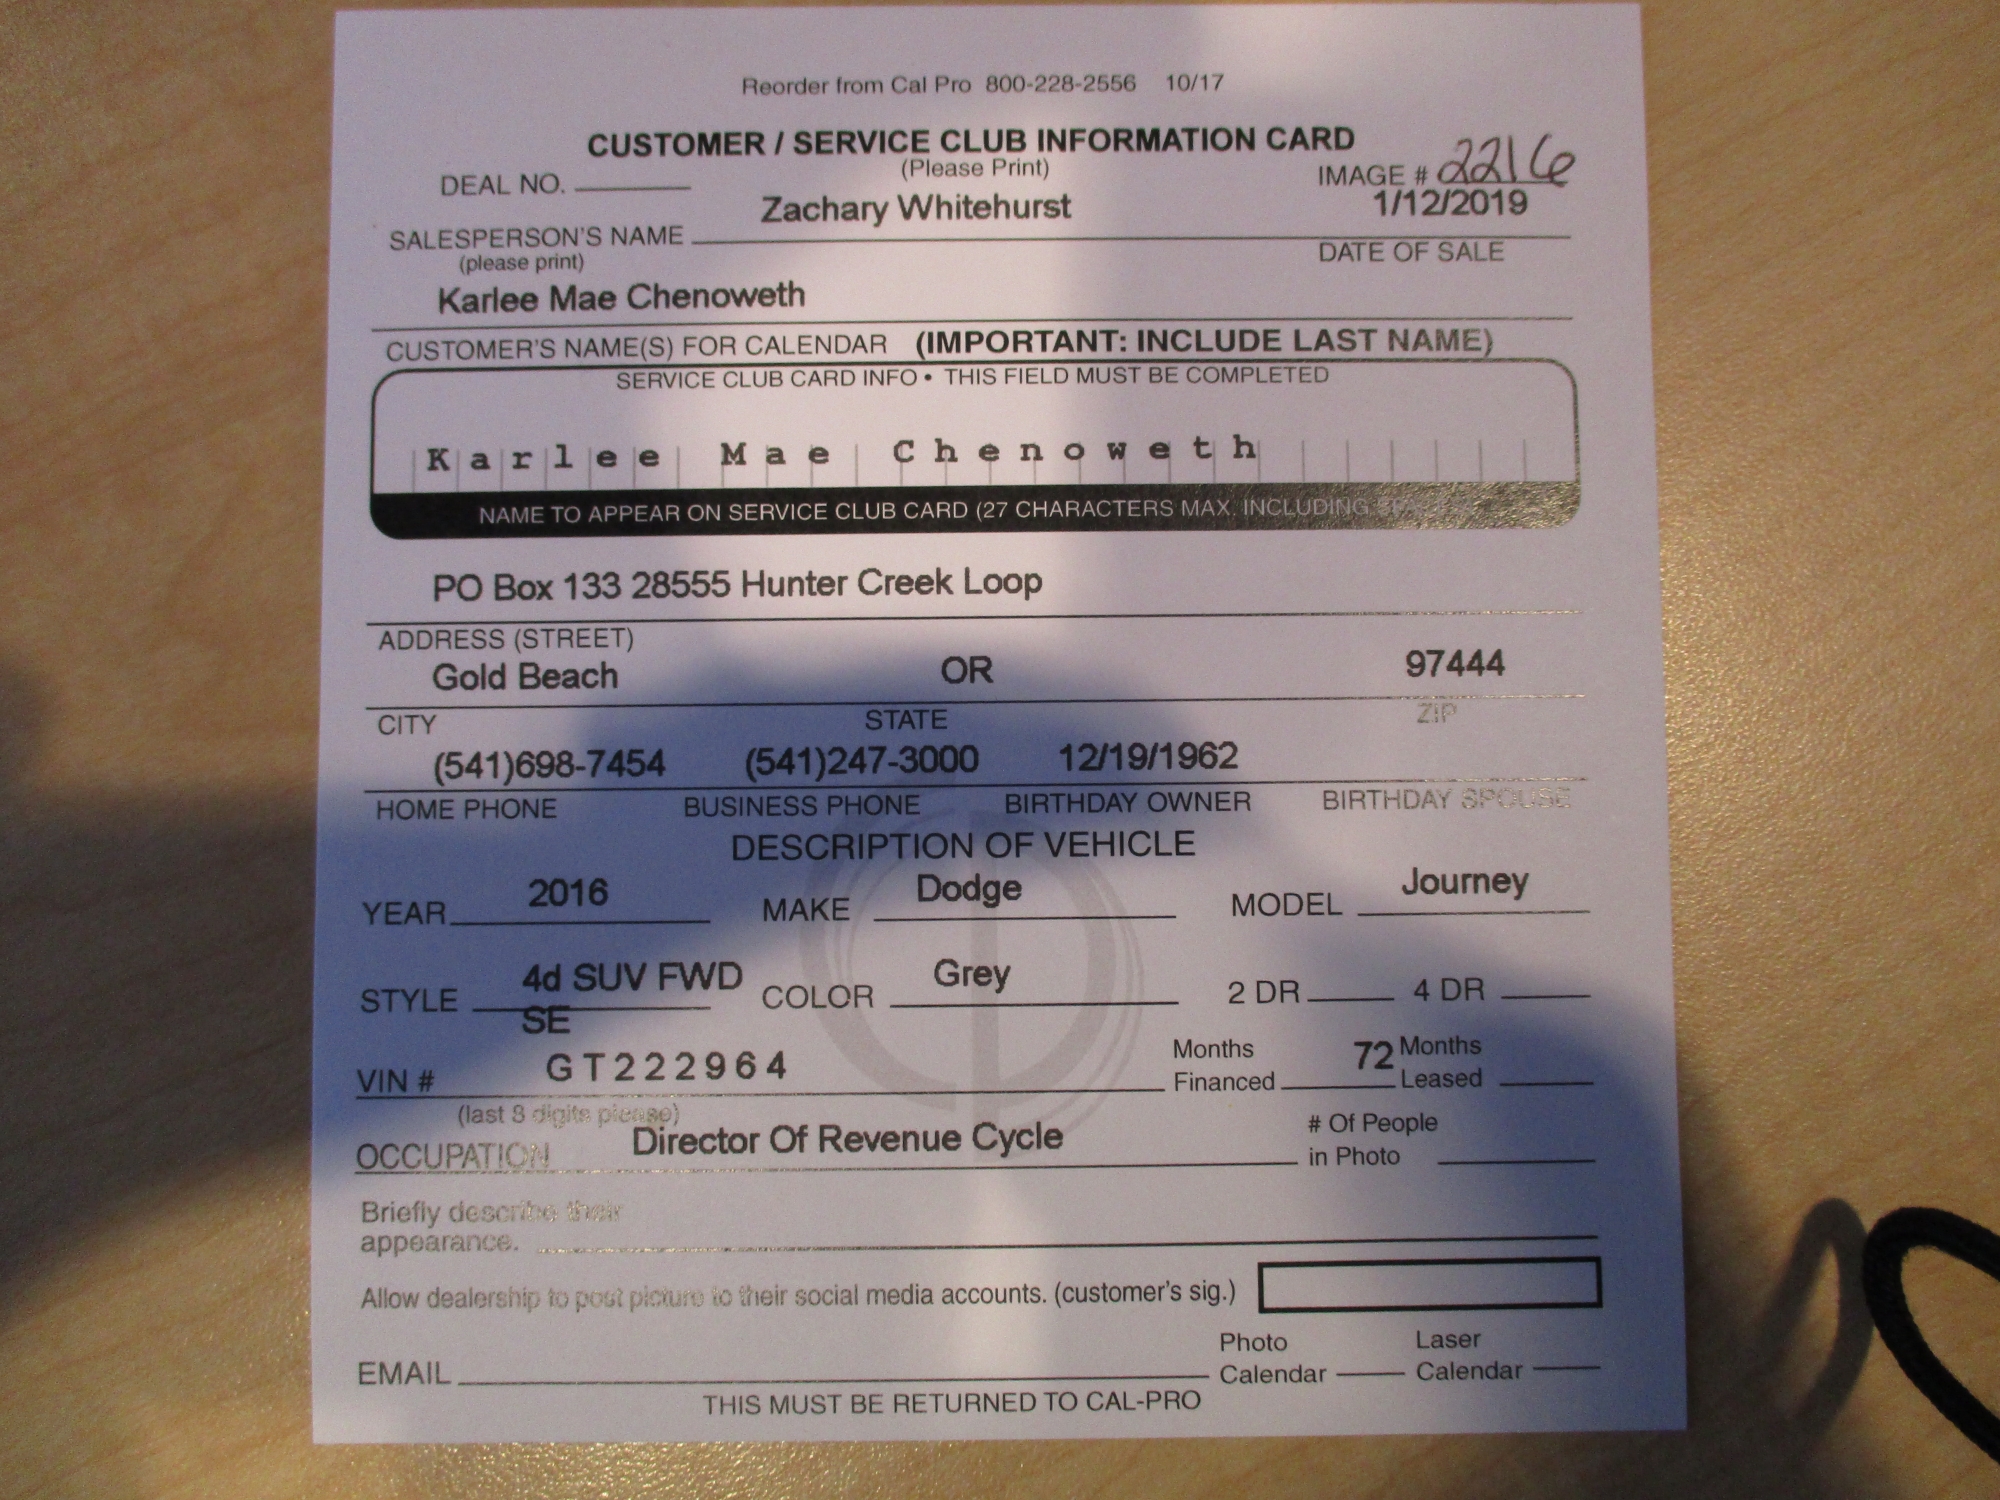 Reorder from Cal Pro 800-228-2556 10/17
CUSTOMER / SERVICE CLUB INFORMATION CARD
(Please Print)
DEAL NO.
IMAGE # 2216
Zachary Whitehurst
1/12/2019
SALESPERSON'S NAME
DATE OF SALE
(please print)
Karlee Mae Chenoweth
CUSTOMER'S NAME(S) FOR CALENDAR (IMPORTANT: INCLUDE LAST NAME)
SERVICE CLUB CARD INFO • THIS FIELD MUST BE COMPLETED
Karlee Mae Chenoweth
NAME TO APPEAR ON SERVICE CLUB CARD (27 CHARACTERS MAX. INCLUDING
PO Box 133 28555 Hunter Creek Loop
ADDRESS (STREET)
Gold Beach OR 97444
CITY STATE ZIP
(541)698-7454 (541)247-3000 12/19/1962
HOME PHONE BUSINESS PHONE BIRTHDAY OWNER BIRTHDAY SPOUSE
DESCRIPTION OF VEHICLE
YEAR 2016 MAKE Dodge MODEL Journey
STYLE 4d SUV FWD COLOR Grey 2 DR 4 DR
SE
VIN # GT222964 Months Financed 72 Months Leased
(last 8 digits please)
OCCUPATION Director Of Revenue Cycle # Of People in Photo
Briefly describe their
appearance.
Allow dealership to post picture to their social media accounts. (customer's sig.)
EMAIL Photo Calendar Laser Calendar
THIS MUST BE RETURNED TO CAL-PRO